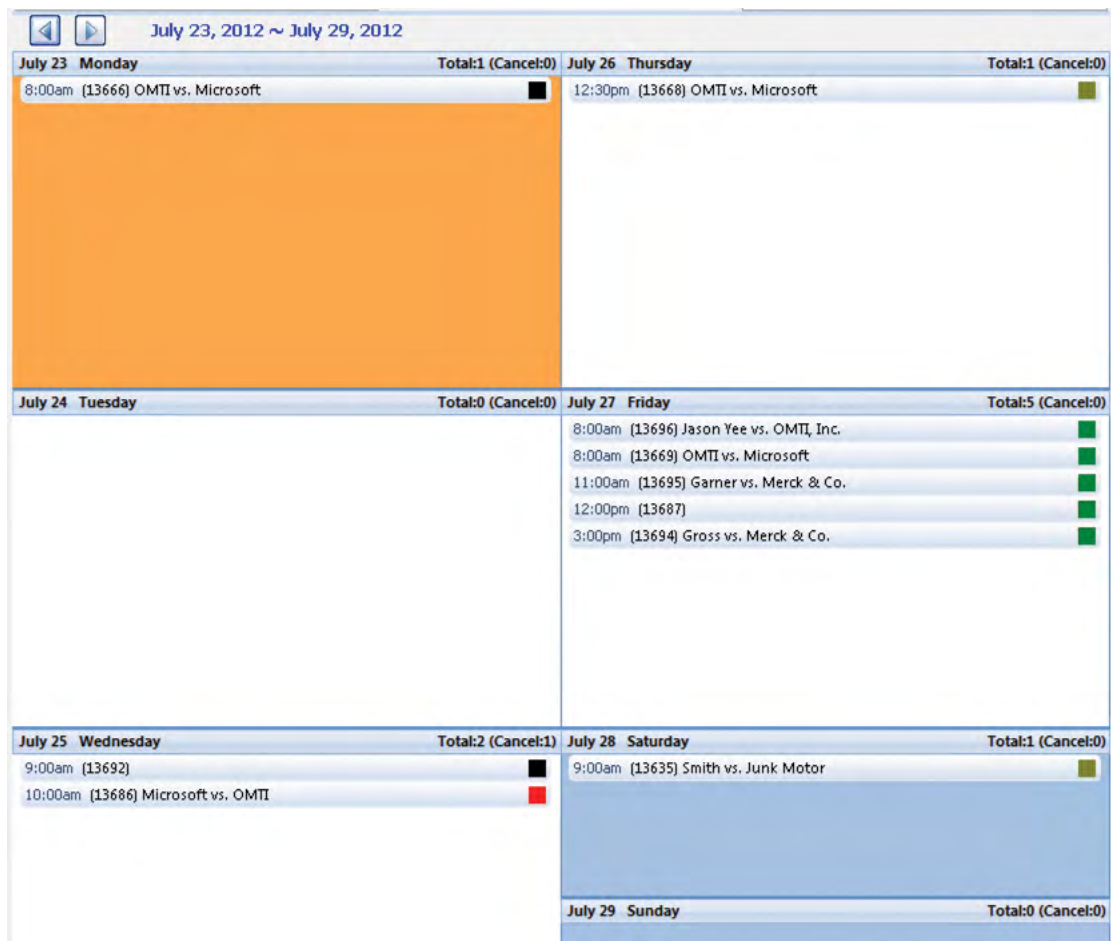 July 23, 2012 ~ July 29, 2012
July 23 Monday Total:1 (Cancel:0)
8:00am (13666) OMTI vs. Microsoft
July 24 Tuesday Total:0 (Cancel:0)
July 25 Wednesday Total:2 (Cancel:1)
9:00am (13692)
10:00am (13686) Microsoft vs. OMTI
July 26 Thursday Total:1 (Cancel:0)
12:30pm (13668) OMTI vs. Microsoft
July 27 Friday Total:5 (Cancel:0)
8:00am (13696) Jason Yee vs. OMTI, Inc.
8:00am (13669) OMTI vs. Microsoft
11:00am (13695) Garner vs. Merck & Co.
12:00pm (13687)
3:00pm (13694) Gross vs. Merck & Co.
July 28 Saturday Total:1 (Cancel:0)
9:00am (13635) Smith vs. Junk Motor
July 29 Sunday Total:0 (Cancel:0)